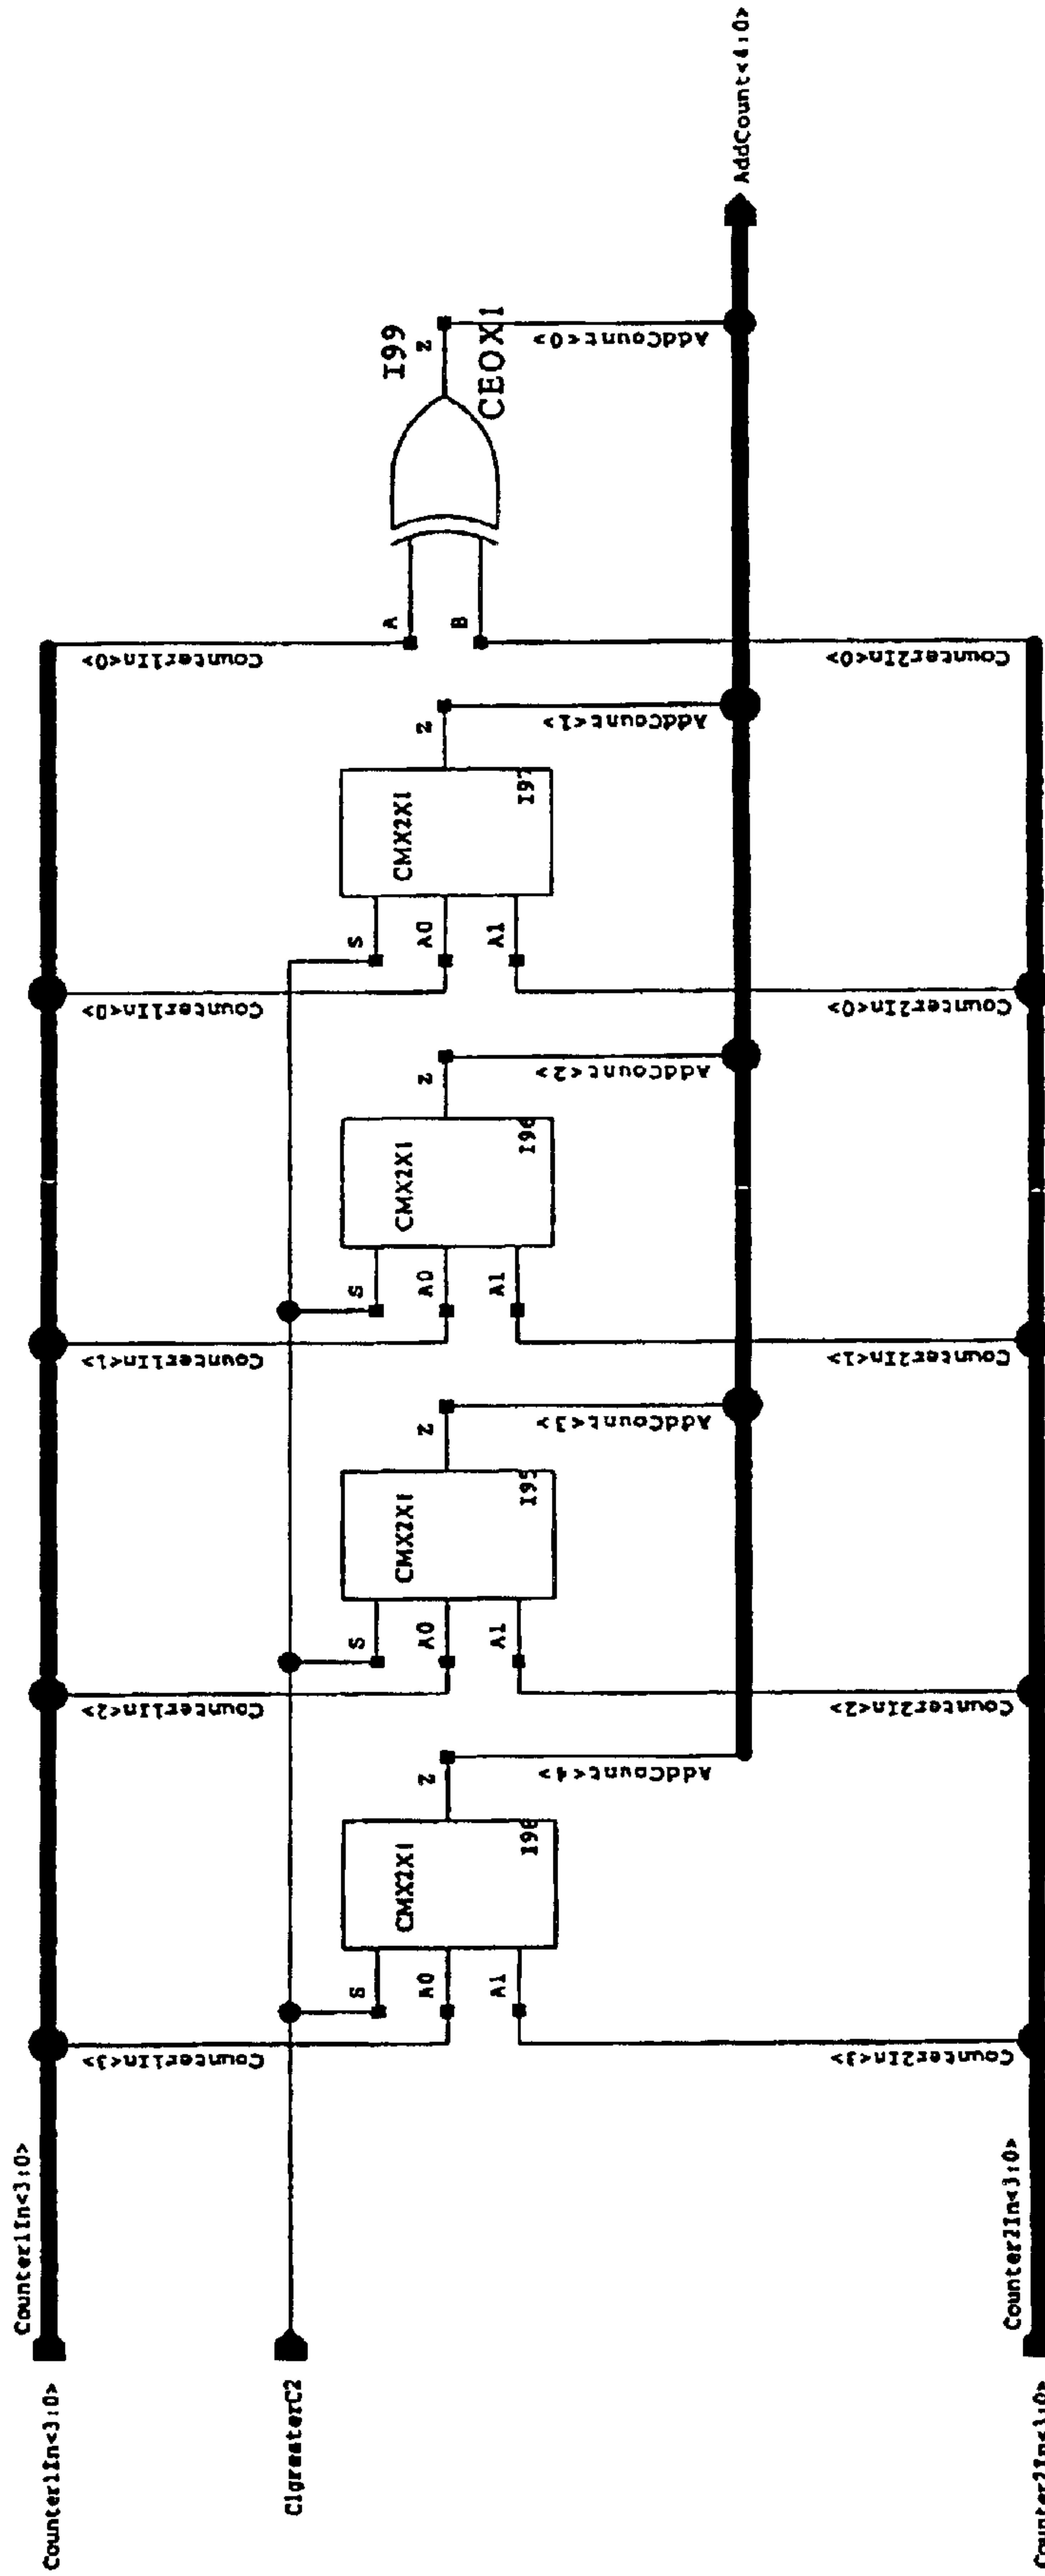 Counter1In<3:0>
Counter1In<3:0>
Counter1In<3>
Counter1In<2>
Counter1In<1>
Counter1In<0>
Counter1In<0>
C1greaterC2
S
A0
A1
CMX2X1
I98
Z
AddCount<4>
S
A0
A1
CMX2X1
I95
Z
AddCount<3>
S
A0
A1
CMX2X1
I96
Z
AddCount<2>
S
A0
A1
CMX2X1
I97
Z
AddCount<1>
A
B
I99
Z
CEOX1
AddCount<0>
AddCount<4:0>
Counter2In<3>
Counter2In<2>
Counter2In<1>
Counter2In<0>
Counter2In<0>
Counter2In<3:0>
Counter2In<3:0>